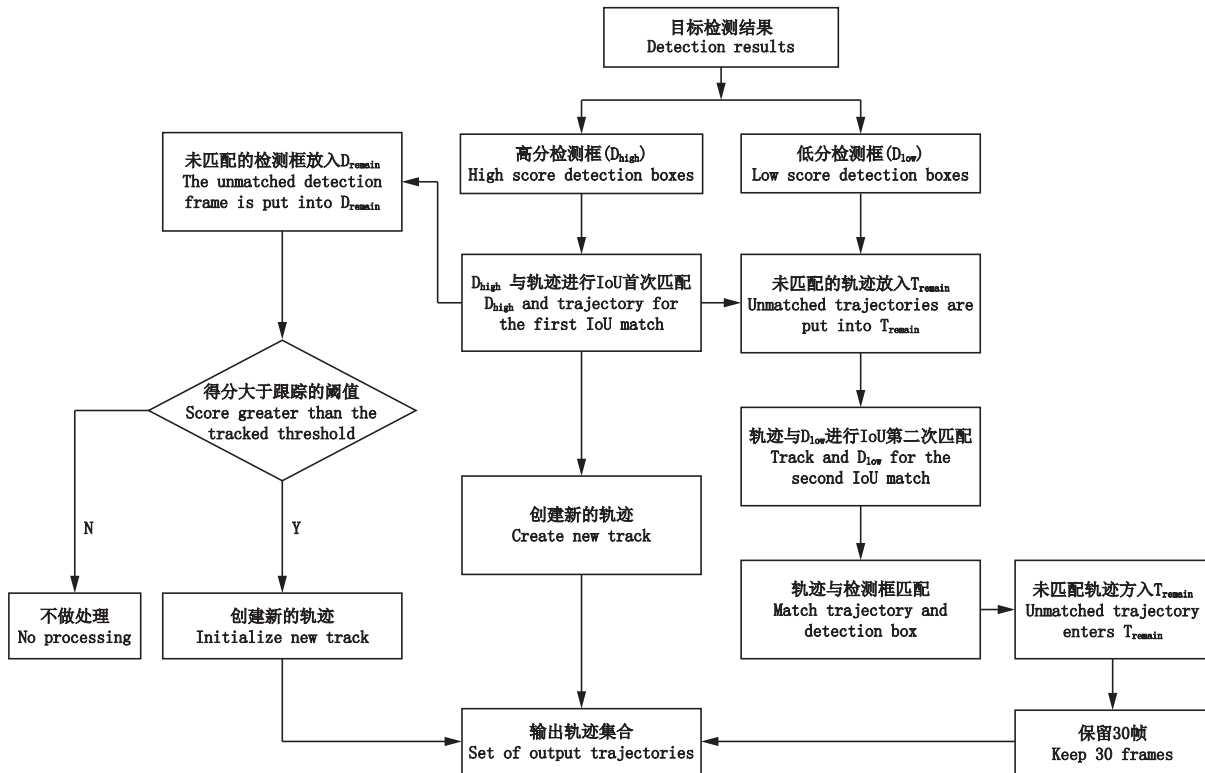 目标检测结果
Detection results
高分检测框(Dhigh)
High score detection boxes
低分检测框(Dlow)
Low score detection boxes
未匹配的检测框放入Dremain
The unmatched detection
frame is put into Dremain
Dhigh 与轨迹进行IoU首次匹配
Dhigh and trajectory for
the first IoU match
未匹配的轨迹放入Tremain
Unmatched trajectories are
put into Tremain
得分大于跟踪的阈值
Score greater than the
tracked threshold
轨迹与Dlow进行IoU第二次匹配
Track and Dlow for the
second IoU match
N
Y
创建新的轨迹
Create new track
不做处理
No processing
创建新的轨迹
Initialize new track
轨迹与检测框匹配
Match trajectory and
detection box
未匹配轨迹方入Tremain
Unmatched trajectory
enters Tremain
输出轨迹集合
Set of output trajectories
保留30帧
Keep 30 frames